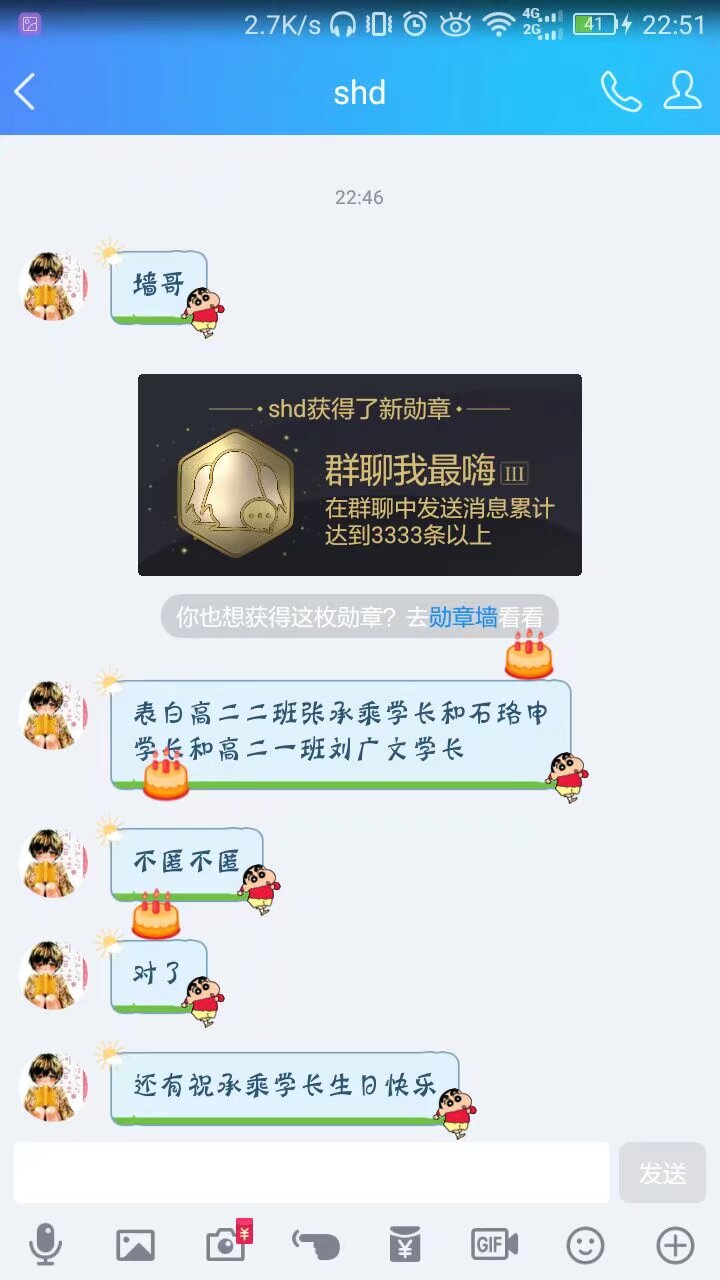 2.7K/s 4G 2G 41 22:51
shd
22:46
墙哥
shd获得了新勋章
群聊我最嗨 III
在群聊中发送消息累计
达到3333条以上
你也想获得这枚勋章？去勋章墙看看
表白高二二班张承乘学长和石珞申
学长和高二一班刘广文学长
不匿不匿
对了
还有祝承乘学长生日快乐
发送
¥
¥
GIF